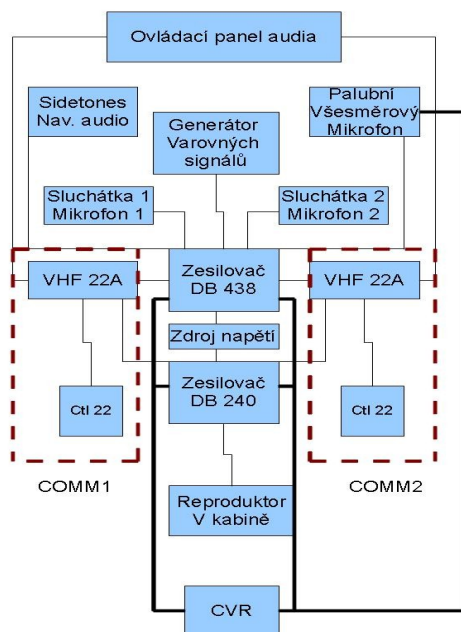 Ovládací panel audia
Sidetones
Nav. audio
Generátor
Varovných
signálů
Palubní
Všesměrový
Mikrofon
Sluchátka 1
Mikrofon 1
Sluchátka 2
Mikrofon 2
VHF 22A
Zesilovač
DB 438
VHF 22A
Zdroj napětí
Zesilovač
DB 240
Ctl 22
Ctl 22
COMM1
COMM2
Reproduktor
V kabině
CVR